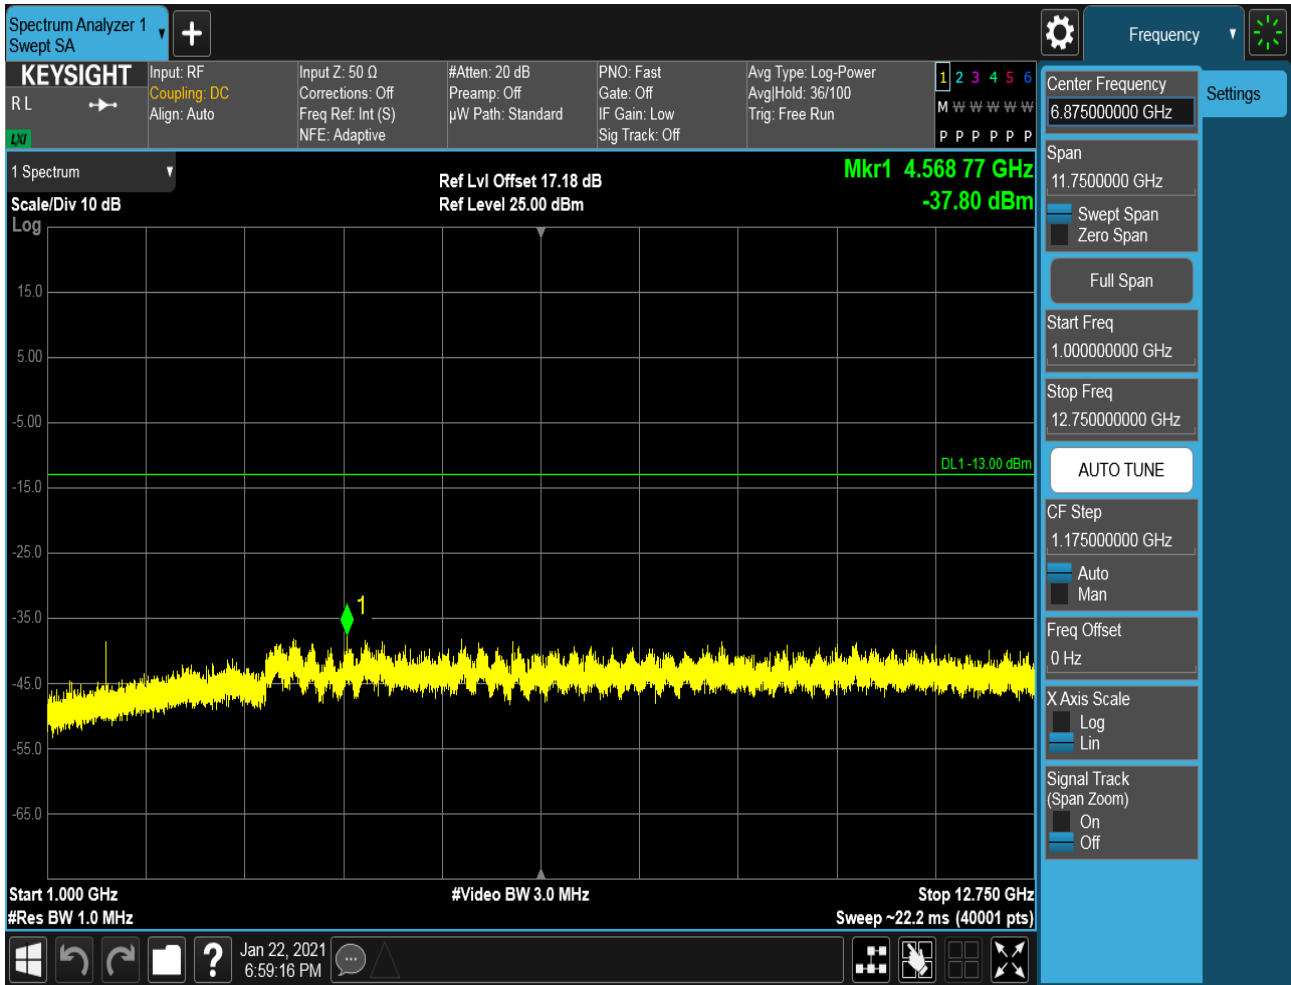 Spectrum Analyzer 1
Swept SA
+
Frequency
KEYSIGHT
R L
LXI
Input: RF
Coupling: DC
Align: Auto
Input Z: 50 Ω
Corrections: Off
Freq Ref: Int (S)
NFE: Adaptive
#Atten: 20 dB
Preamp: Off
µW Path: Standard
PNO: Fast
Gate: Off
IF Gain: Low
Sig Track: Off
Avg Type: Log-Power
Avg|Hold: 36/100
Trig: Free Run
1 2 3 4 5 6
M W W W W W
P P P P P P
1 Spectrum
Scale/Div 10 dB
Log
Ref Lvl Offset 17.18 dB
Ref Level 25.00 dBm
Mkr1 4.568 77 GHz
-37.80 dBm
15.0
5.00
-5.00
DL1 -13.00 dBm
-15.0
-25.0
-35.0
1
-45.0
-55.0
-65.0
Start 1.000 GHz
#Res BW 1.0 MHz
#Video BW 3.0 MHz
Stop 12.750 GHz
Sweep ~22.2 ms (40001 pts)
Center Frequency
6.875000000 GHz
Settings
Span
11.7500000 GHz
Swept Span
Zero Span
Full Span
Start Freq
1.000000000 GHz
Stop Freq
12.750000000 GHz
AUTO TUNE
CF Step
1.175000000 GHz
Auto
Man
Freq Offset
0 Hz
X Axis Scale
Log
Lin
Signal Track
(Span Zoom)
On
Off
?
Jan 22, 2021
6:59:16 PM